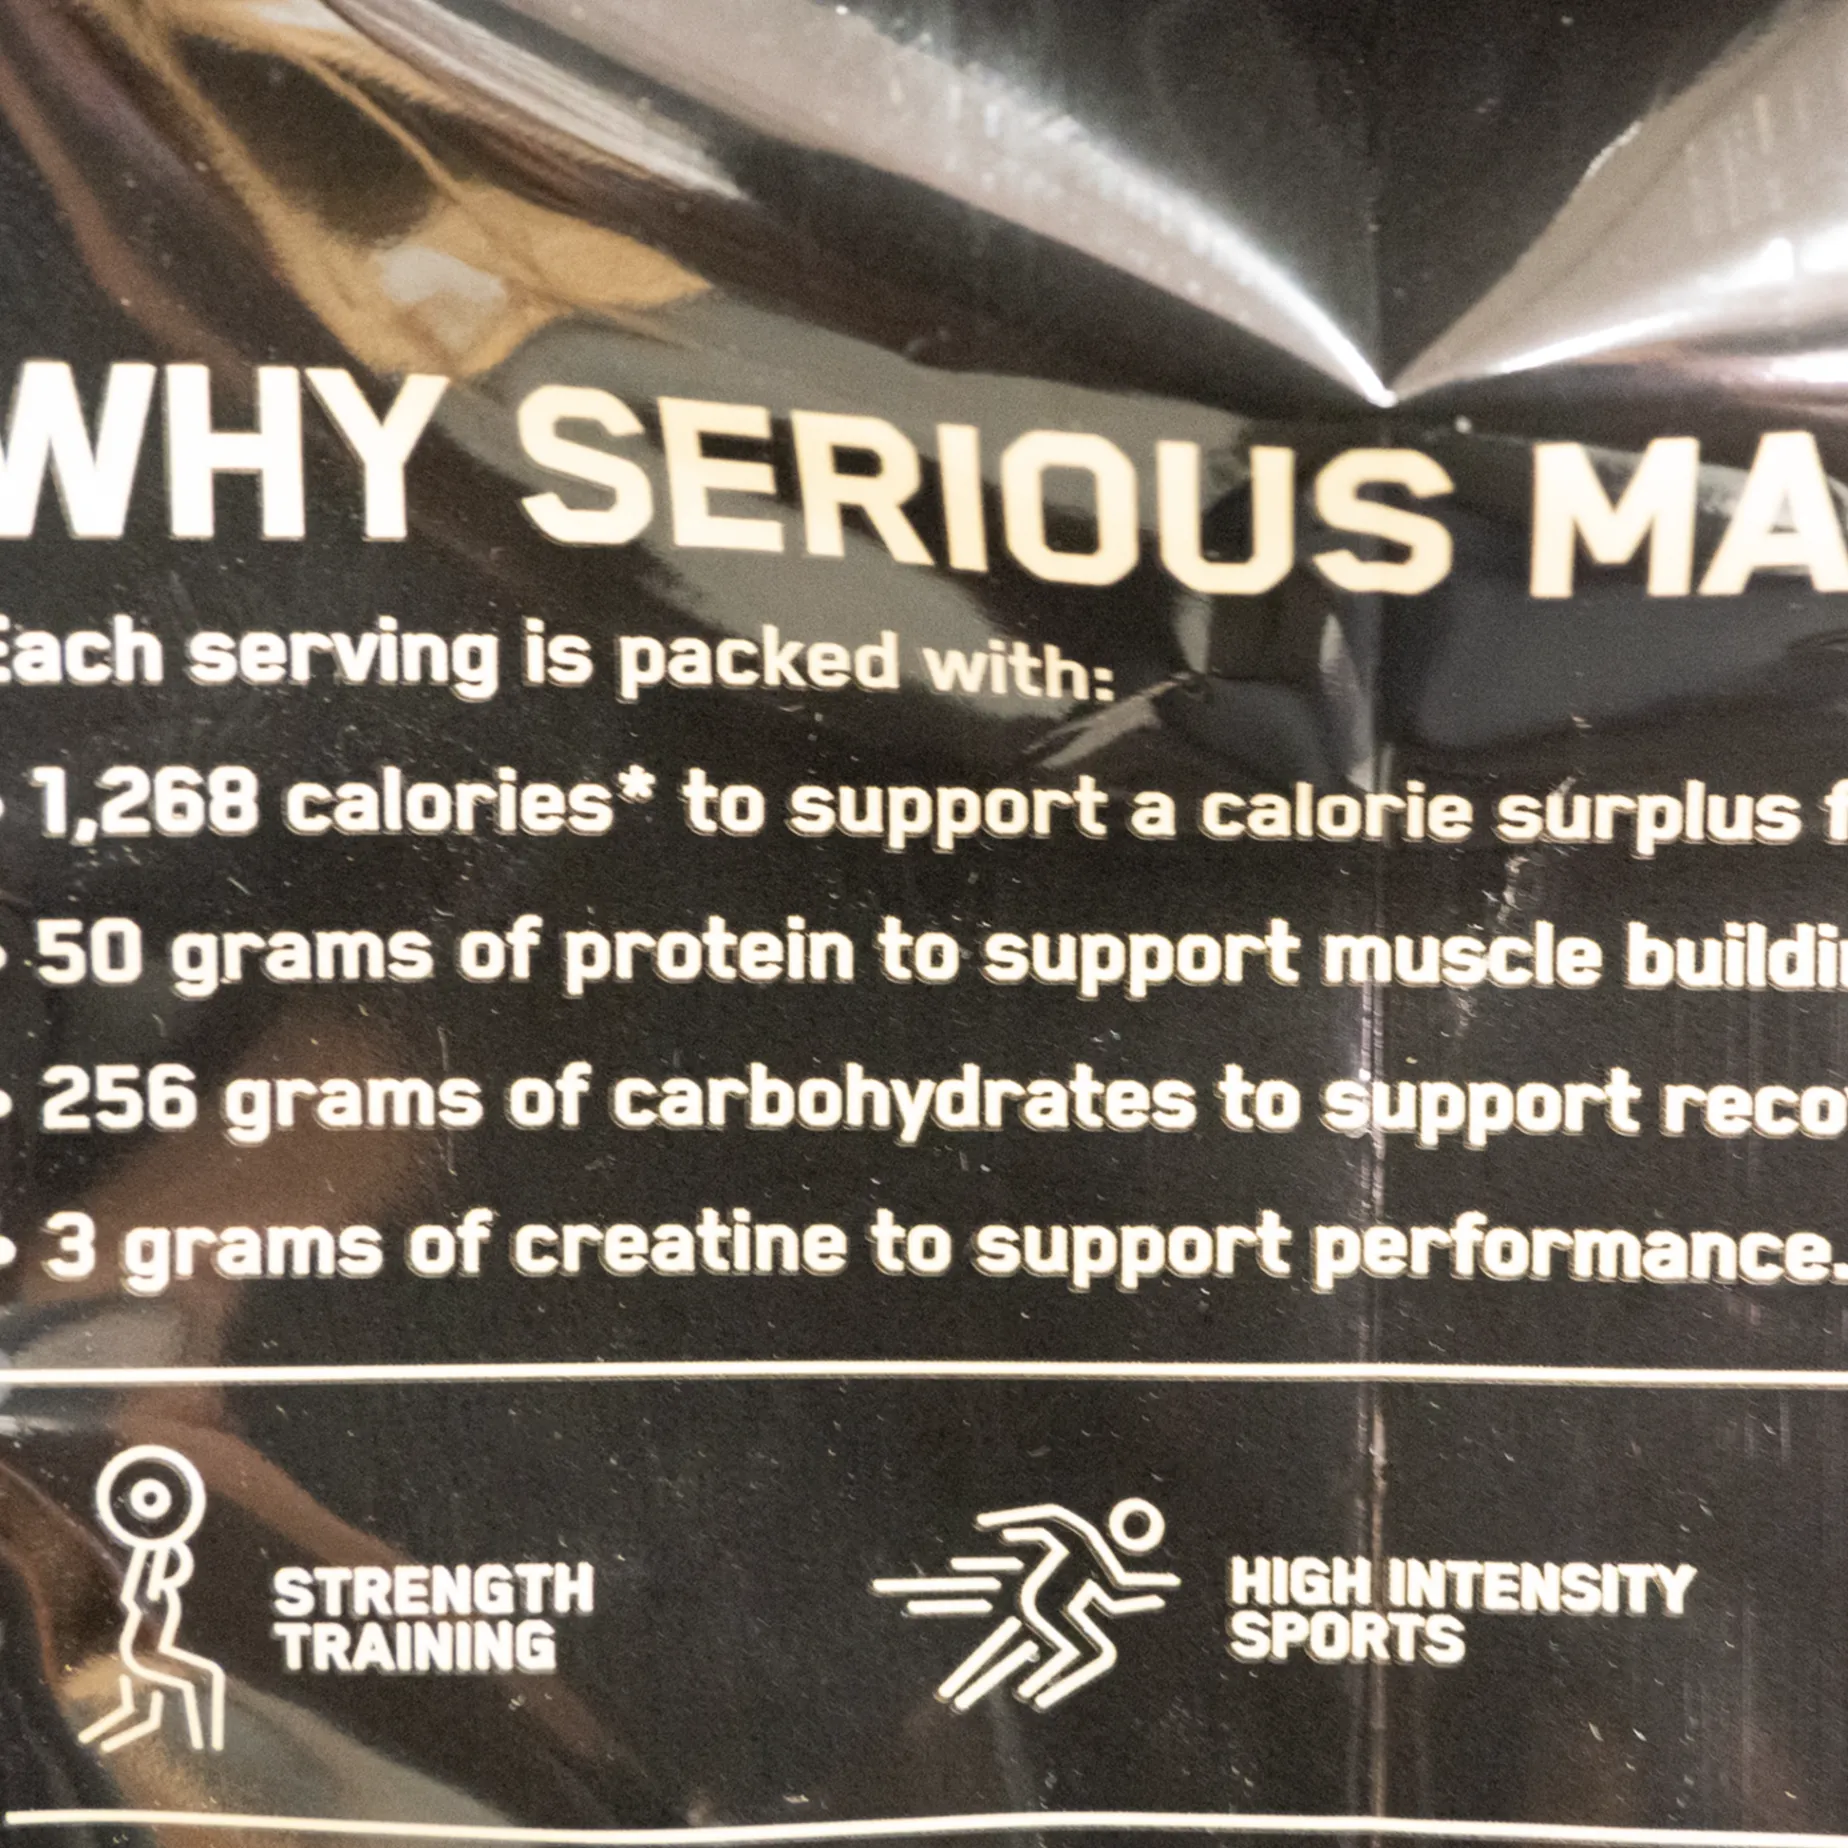 WHY SERIOUS MA
Each serving is packed with:
• 1,268 calories* to support a calorie surplus f
• 50 grams of protein to support muscle buildi
• 256 grams of carbohydrates to support reco
• 3 grams of creatine to support performance.
STRENGTH
TRAINING
HIGH INTENSITY
SPORTS